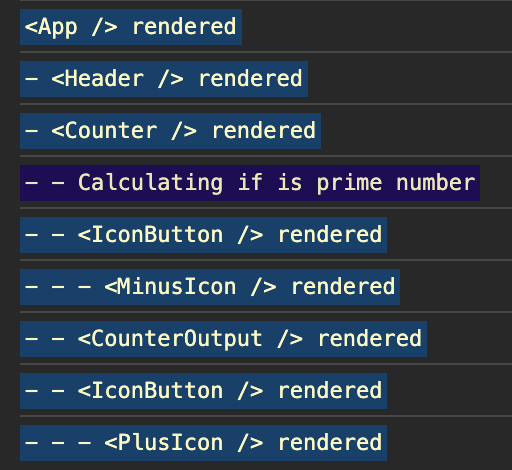 <App /> rendered
– <Header /> rendered
– <Counter /> rendered
– – Calculating if is prime number
– – <IconButton /> rendered
– – – <MinusIcon /> rendered
– – <CounterOutput /> rendered
– – <IconButton /> rendered
– – – <PlusIcon /> rendered